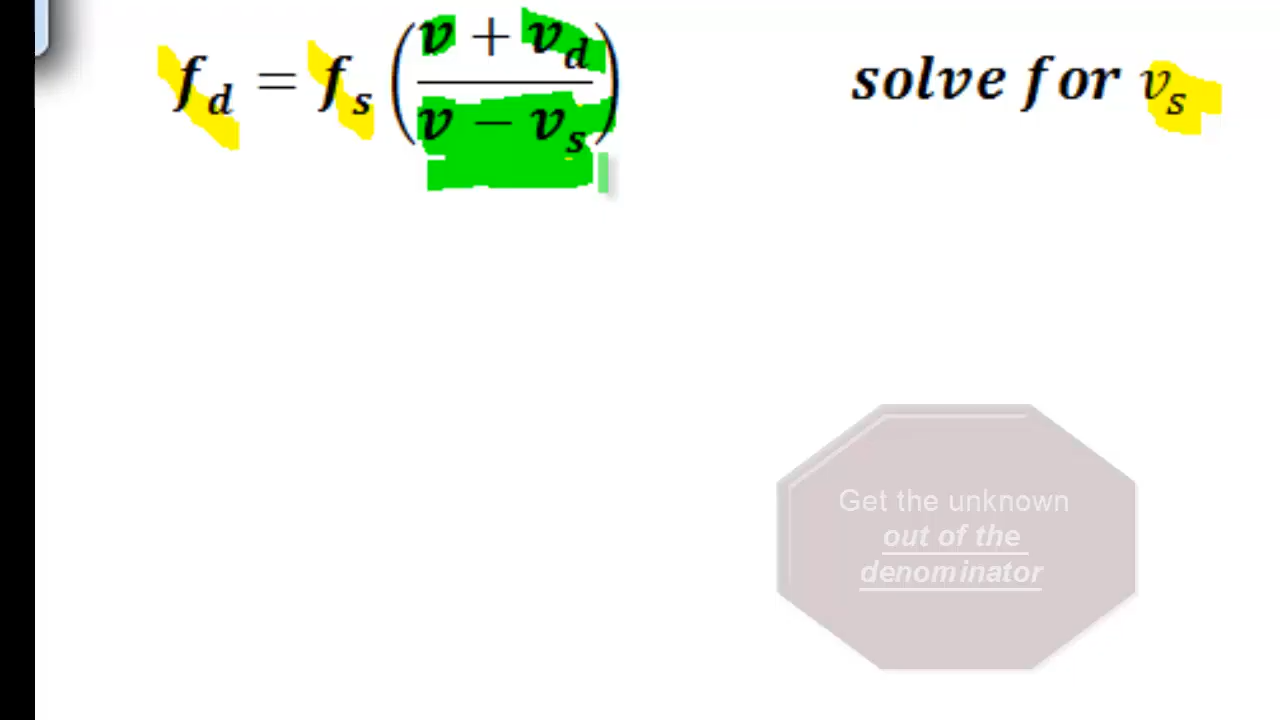 f_d = f_s ( (v + v_d) / (v − v_s) ) solve for v_s
Get the unknown
out of the
denominator